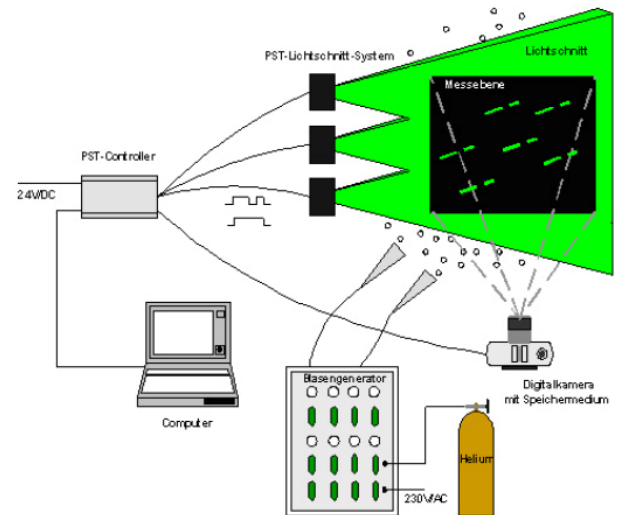 PST-Lichtschnitt-System
Lichtschnitt
Messebene
PST-Controller
24V/DC
Blasengenerator
Digitalkamera
mit Speichermedium
Computer
Helium
230V/AC